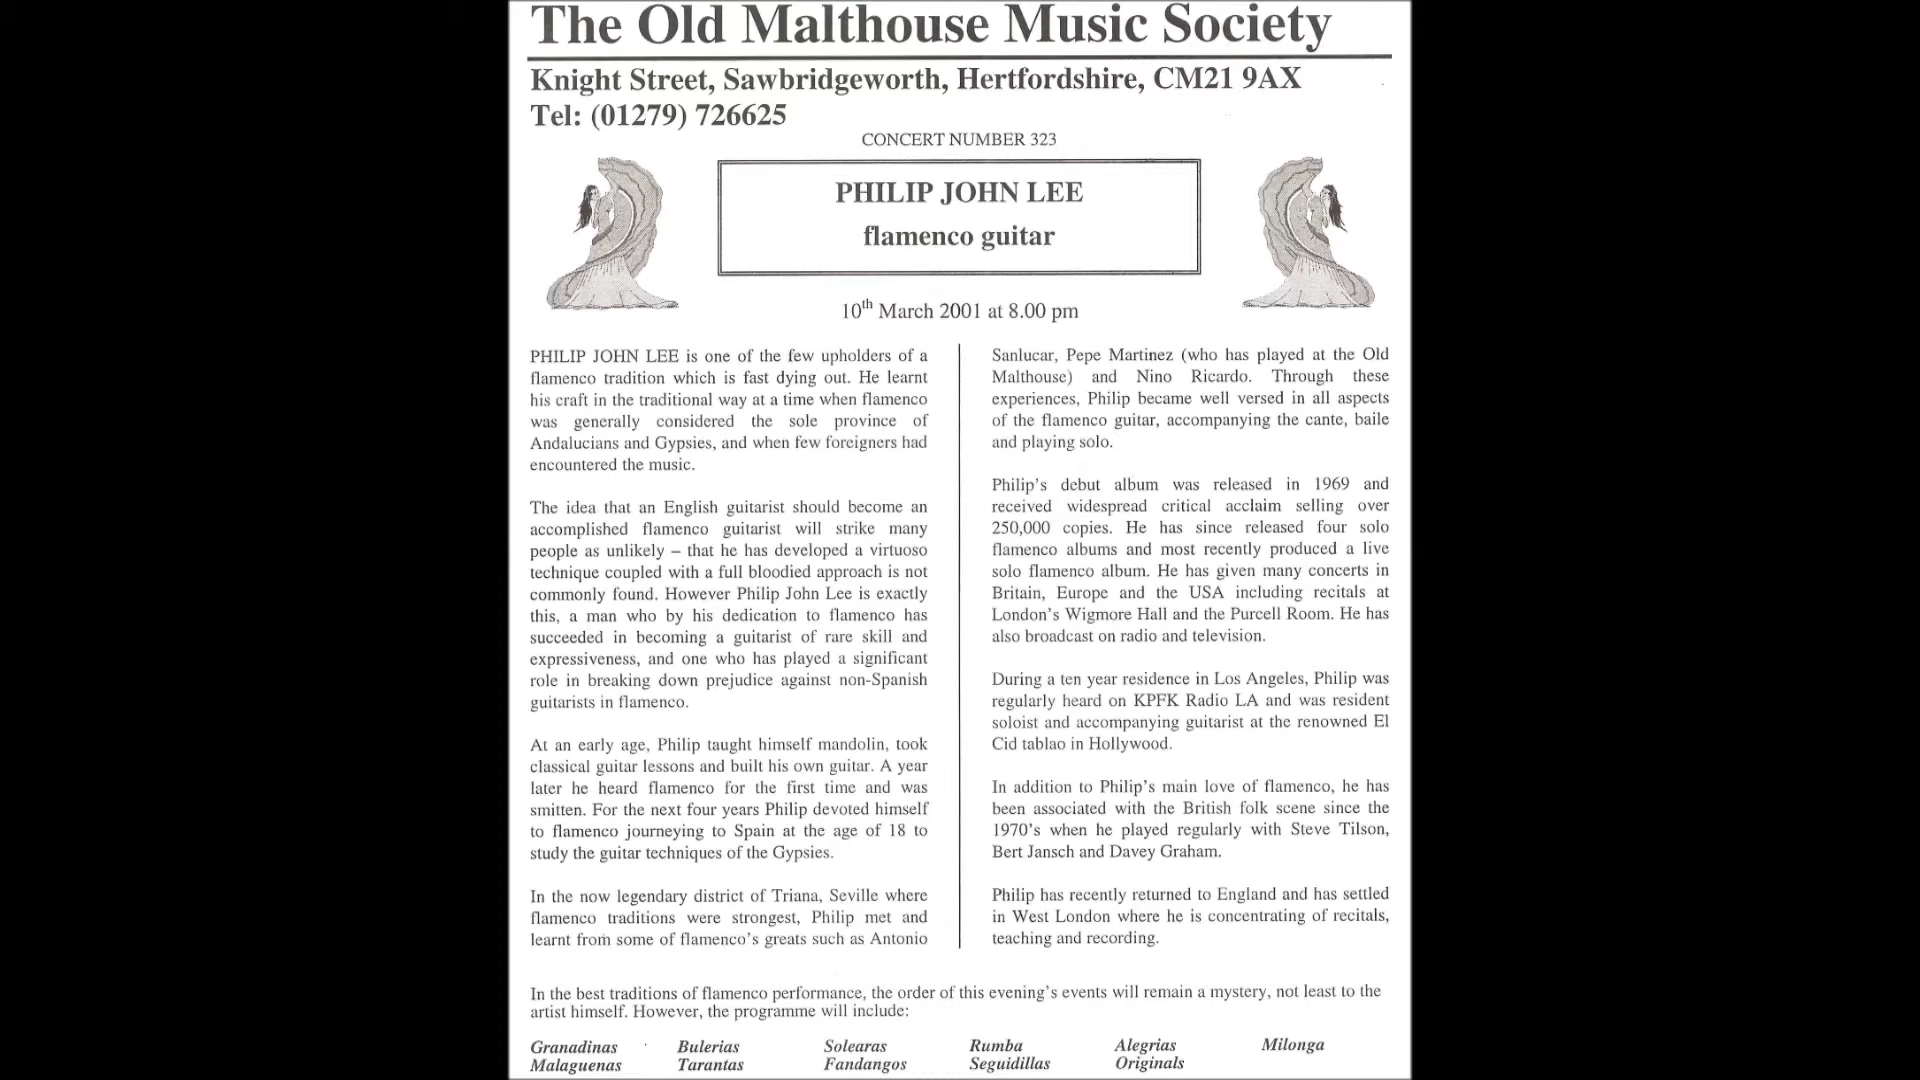 The Old Malthouse Music Society
Knight Street, Sawbridgeworth, Hertfordshire, CM21 9AX
Tel: (01279) 726625
CONCERT NUMBER 323
PHILIP JOHN LEE
flamenco guitar
10th March 2001 at 8.00 pm
PHILIP JOHN LEE is one of the few upholders of a
flamenco tradition which is fast dying out. He learnt
his craft in the traditional way at a time when flamenco
was generally considered the sole province of
Andalucians and Gypsies, and when few foreigners had
encountered the music.
The idea that an English guitarist should become an
accomplished flamenco guitarist will strike many
people as unlikely – that he has developed a virtuoso
technique coupled with a full bloodied approach is not
commonly found. However Philip John Lee is exactly
this, a man who by his dedication to flamenco has
succeeded in becoming a guitarist of rare skill and
expressiveness, and one who has played a significant
role in breaking down prejudice against non-Spanish
guitarists in flamenco.
At an early age, Philip taught himself mandolin, took
classical guitar lessons and built his own guitar. A year
later he heard flamenco for the first time and was
smitten. For the next four years Philip devoted himself
to flamenco journeying to Spain at the age of 18 to
study the guitar techniques of the Gypsies.
In the now legendary district of Triana, Seville where
flamenco traditions were strongest, Philip met and
learnt from some of flamenco's greats such as Antonio
Sanlucar, Pepe Martinez (who has played at the Old
Malthouse) and Nino Ricardo. Through these
experiences, Philip became well versed in all aspects
of the flamenco guitar, accompanying the cante, baile
and playing solo.
Philip's debut album was released in 1969 and
received widespread critical acclaim selling over
250,000 copies. He has since released four solo
flamenco albums and most recently produced a live
solo flamenco album. He has given many concerts in
Britain, Europe and the USA including recitals at
London's Wigmore Hall and the Purcell Room. He has
also broadcast on radio and television.
During a ten year residence in Los Angeles, Philip was
regularly heard on KPFK Radio LA and was resident
soloist and accompanying guitarist at the renowned El
Cid tablao in Hollywood.
In addition to Philip's main love of flamenco, he has
been associated with the British folk scene since the
1970's when he played regularly with Steve Tilson,
Bert Jansch and Davey Graham.
Philip has recently returned to England and has settled
in West London where he is concentrating of recitals,
teaching and recording.
In the best traditions of flamenco performance, the order of this evening's events will remain a mystery, not least to the
artist himself. However, the programme will include:
Granadinas Bulerias Solearas Rumba Alegrias Milonga
Malaguenas Tarantas Fandangos Seguidillas Originals